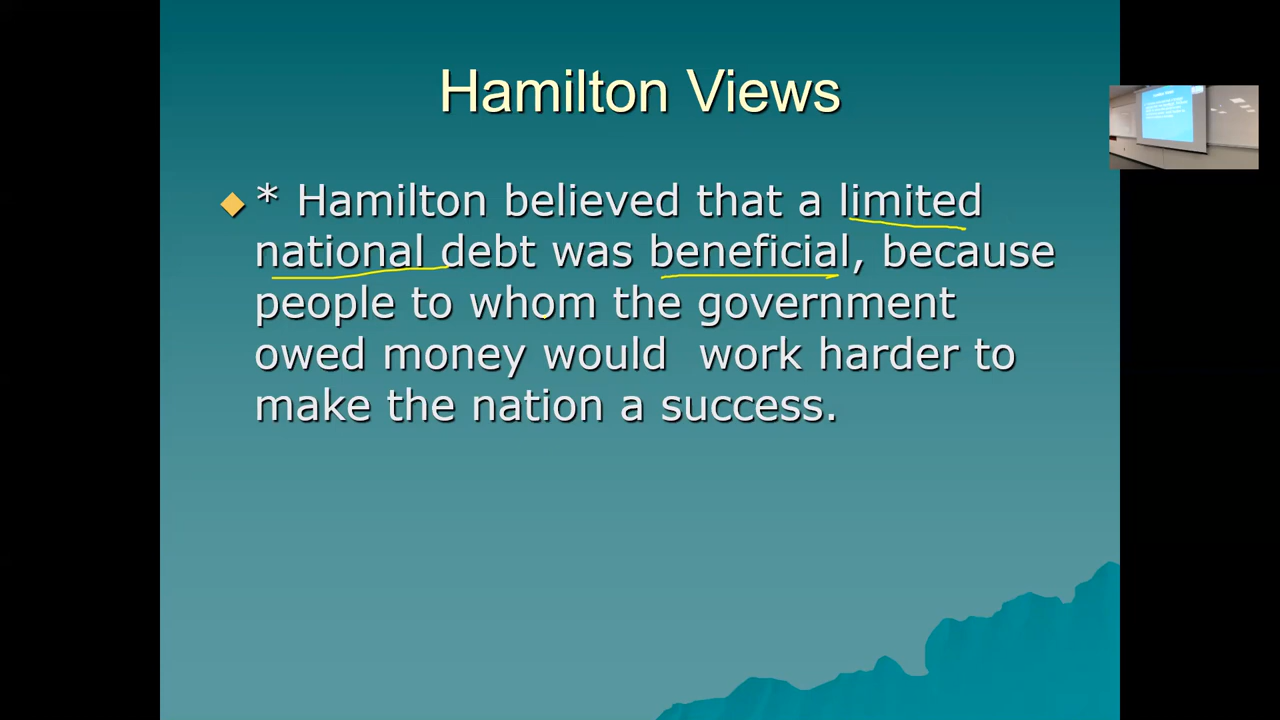 Hamilton Views
* Hamilton believed that a limited
national debt was beneficial, because
people to whom the government
owed money would work harder to
make the nation a success.